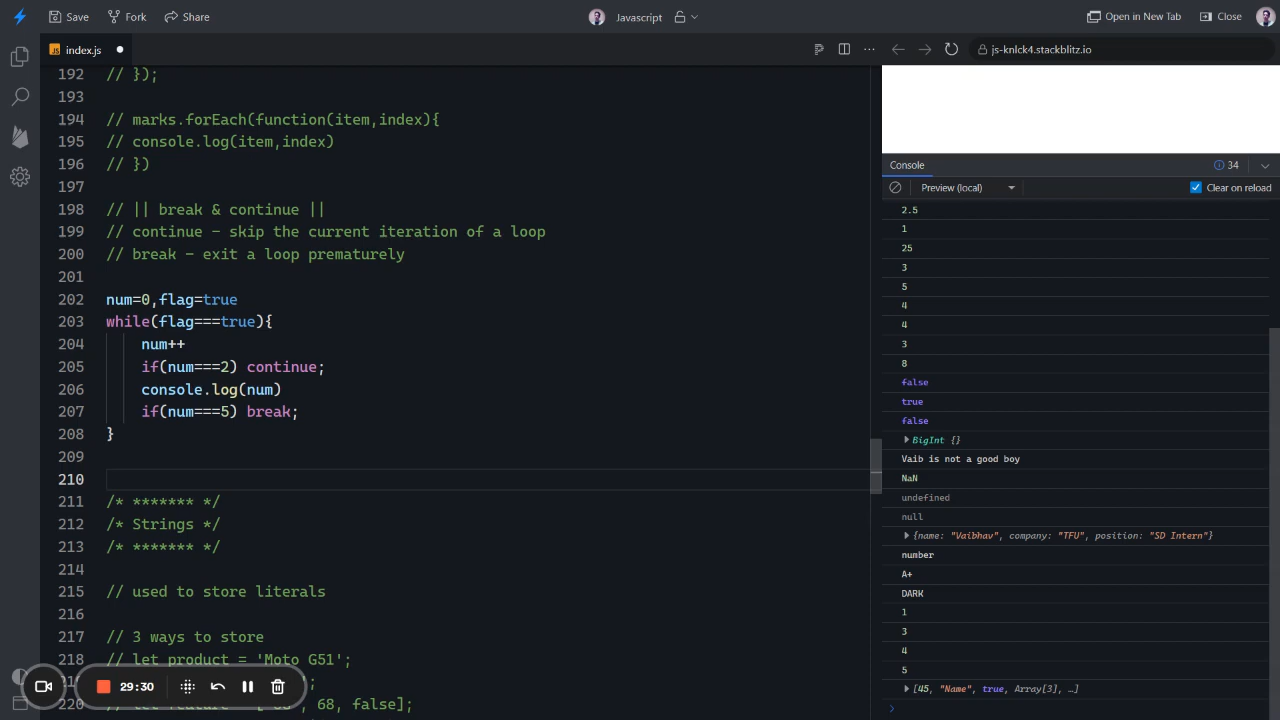 Save Fork Share Javascript Open in New Tab Close
JS index.js js-knlck4.stackblitz.io
192 // });
193
194 // marks.forEach(function(item,index){
195 // console.log(item,index)
196 // })
197
198 // || break & continue ||
199 // continue - skip the current iteration of a loop
200 // break - exit a loop prematurely
201
202 num=0,flag=true
203 while(flag===true){
204 num++
205 if(num===2) continue;
206 console.log(num)
207 if(num===5) break;
208 }
209
210
211 /* ******* */
212 /* Strings */
213 /* ******* */
214
215 // used to store literals
216
217 // 3 ways to store
218 // let product = 'Moto G51';
220 68, false];
29:30
Console 34
Preview (local) Clear on reload
2.5
1
25
3
5
4
4
3
8
false
true
false
BigInt {}
Vaib is not a good boy
NaN
undefined
null
{name: "Vaibhav", company: "TFU", position: "SD Intern"}
number
A+
DARK
1
3
4
5
[45, "Name", true, Array[3], …]